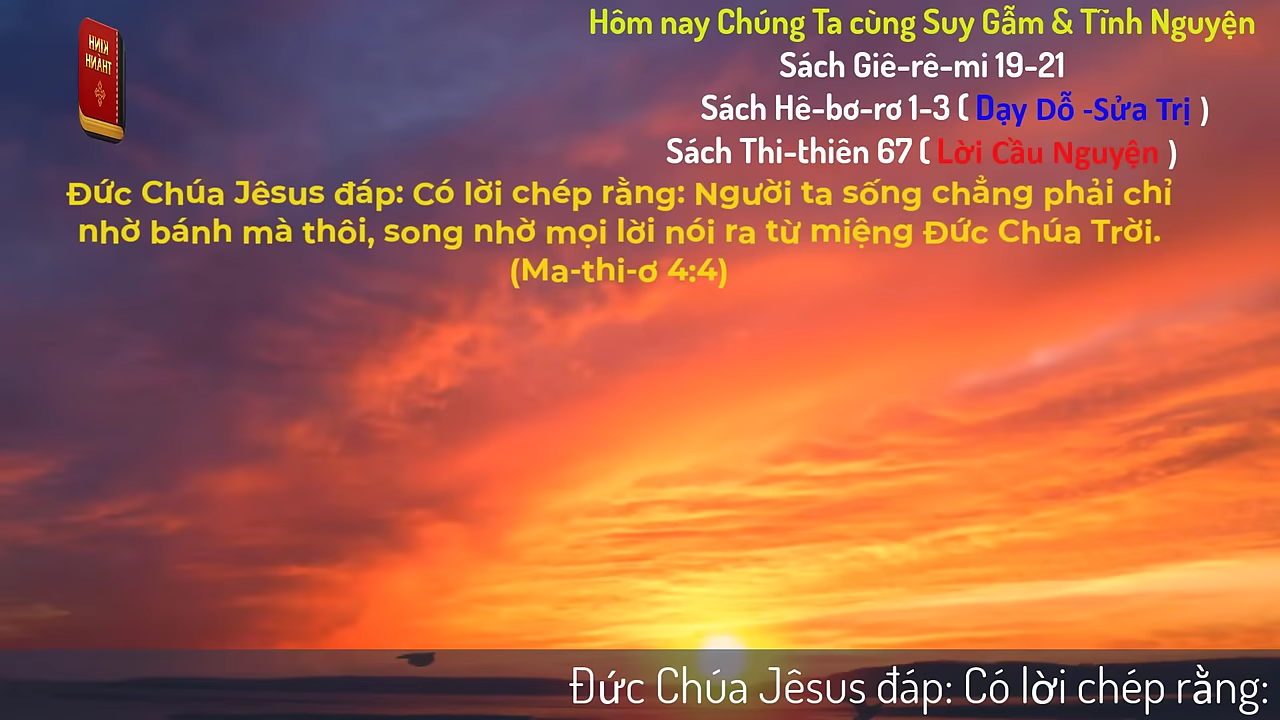 KINH
THÁNH
Hôm nay Chúng Ta cùng Suy Gẫm & Tĩnh Nguyện
Sách Giê-rê-mi 19-21
Sách Hê-bơ-rơ 1-3 ( Dạy Dỗ -Sửa Trị )
Sách Thi-thiên 67 ( Lời Cầu Nguyện )
Đức Chúa Jêsus đáp: Có lời chép rằng: Người ta sống chẳng phải chỉ
nhờ bánh mà thôi, song nhờ mọi lời nói ra từ miệng Đức Chúa Trời.
(Ma-thi-ơ 4:4)
Đức Chúa Jêsus đáp: Có lời chép rằng: